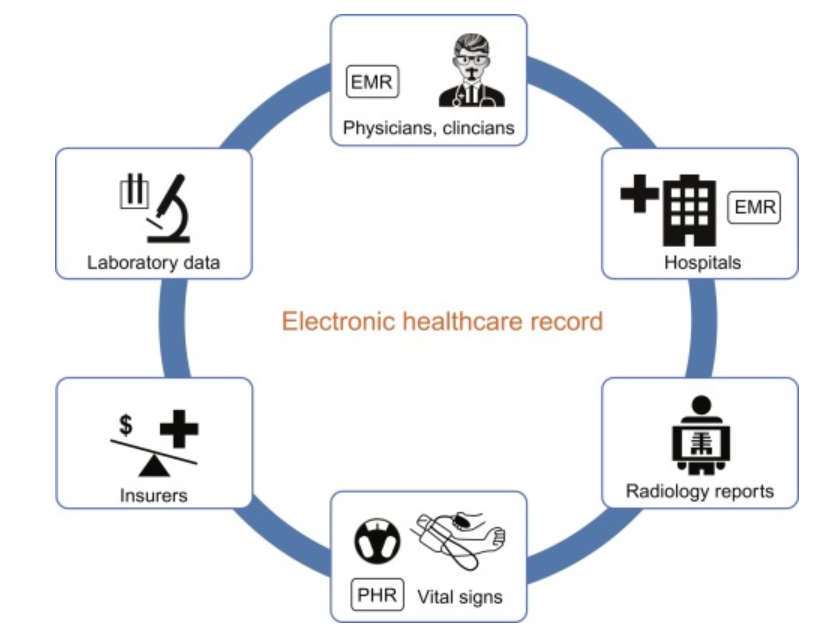 EMR
Physicians, clincians
EMR
Hospitals
Laboratory data
Electronic healthcare record
$
Insurers
Radiology reports
PHR
Vital signs